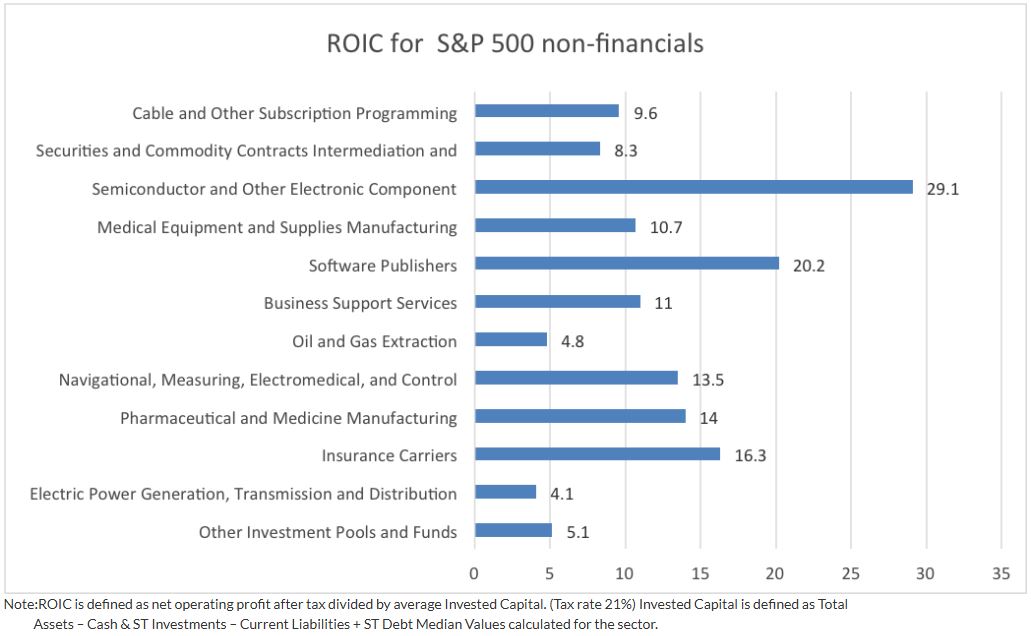 ROIC for S&P 500 non-financials
Cable and Other Subscription Programming 9.6
Securities and Commodity Contracts Intermediation and 8.3
Semiconductor and Other Electronic Component 29.1
Medical Equipment and Supplies Manufacturing 10.7
Software Publishers 20.2
Business Support Services 11
Oil and Gas Extraction 4.8
Navigational, Measuring, Electromedical, and Control 13.5
Pharmaceutical and Medicine Manufacturing 14
Insurance Carriers 16.3
Electric Power Generation, Transmission and Distribution 4.1
Other Investment Pools and Funds 5.1
0 5 10 15 20 25 30 35
Note:ROIC is defined as net operating profit after tax divided by average Invested Capital. (Tax rate 21%) Invested Capital is defined as Total
Assets – Cash & ST Investments – Current Liabilities + ST Debt Median Values calculated for the sector.